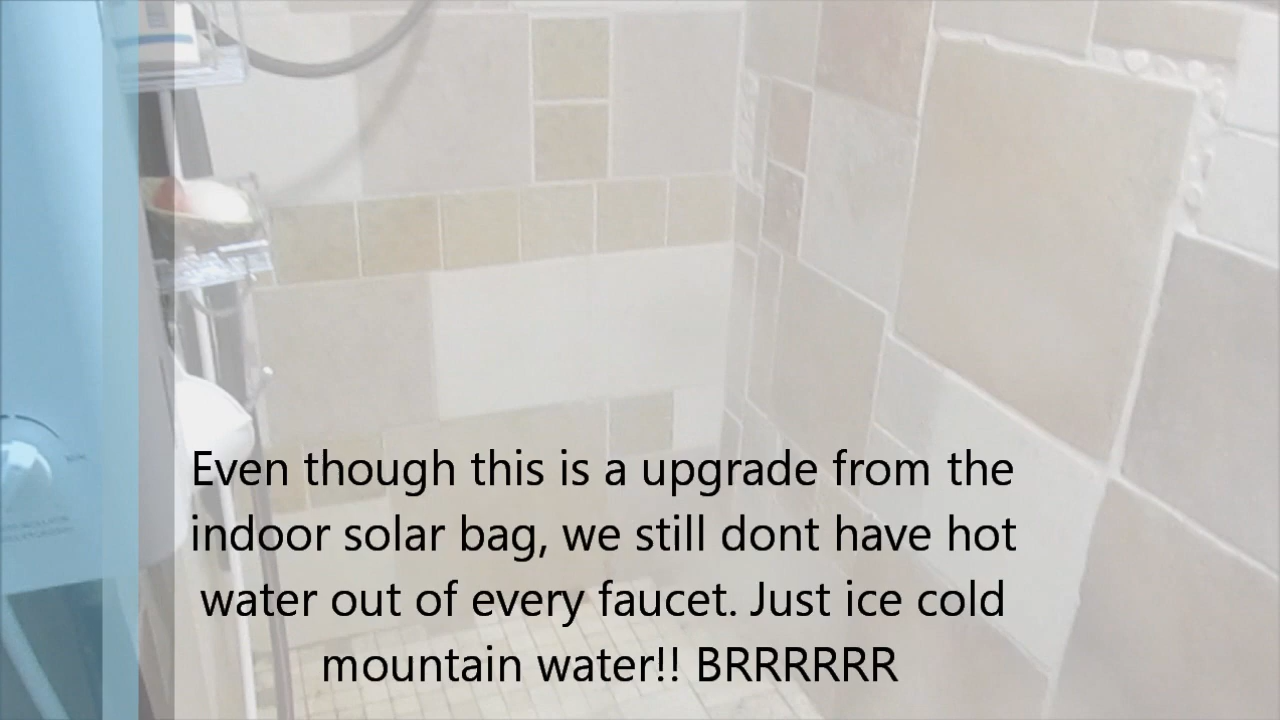 Even though this is a upgrade from the
indoor solar bag, we still dont have hot
water out of every faucet. Just ice cold
mountain water!! BRRRRRR